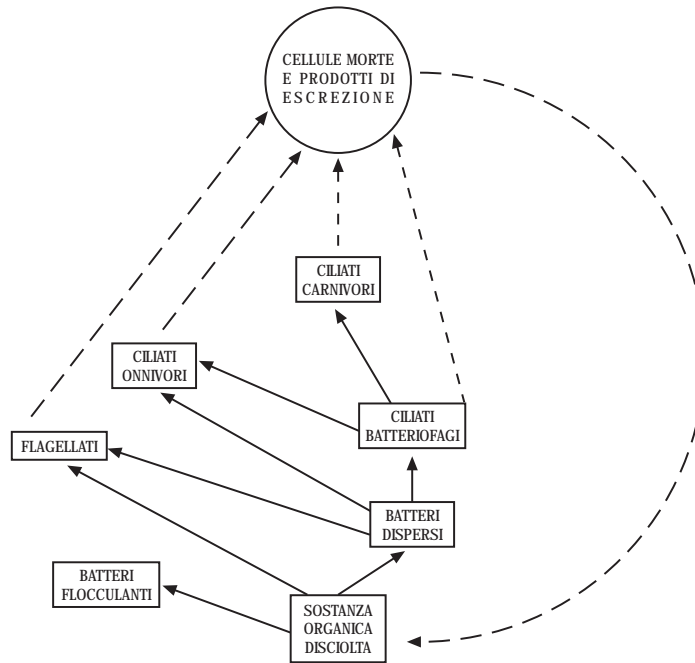 CELLULE MORTE
E PRODOTTI DI
ESCREZIONE
CILIATI
CARNIVORI
CILIATI
ONNIVORI
CILIATI
BATTERIOFAGI
FLAGELLATI
BATTERI
DISPERSI
BATTERI
FLOCCULANTI
SOSTANZA
ORGANICA
DISCIOLTA